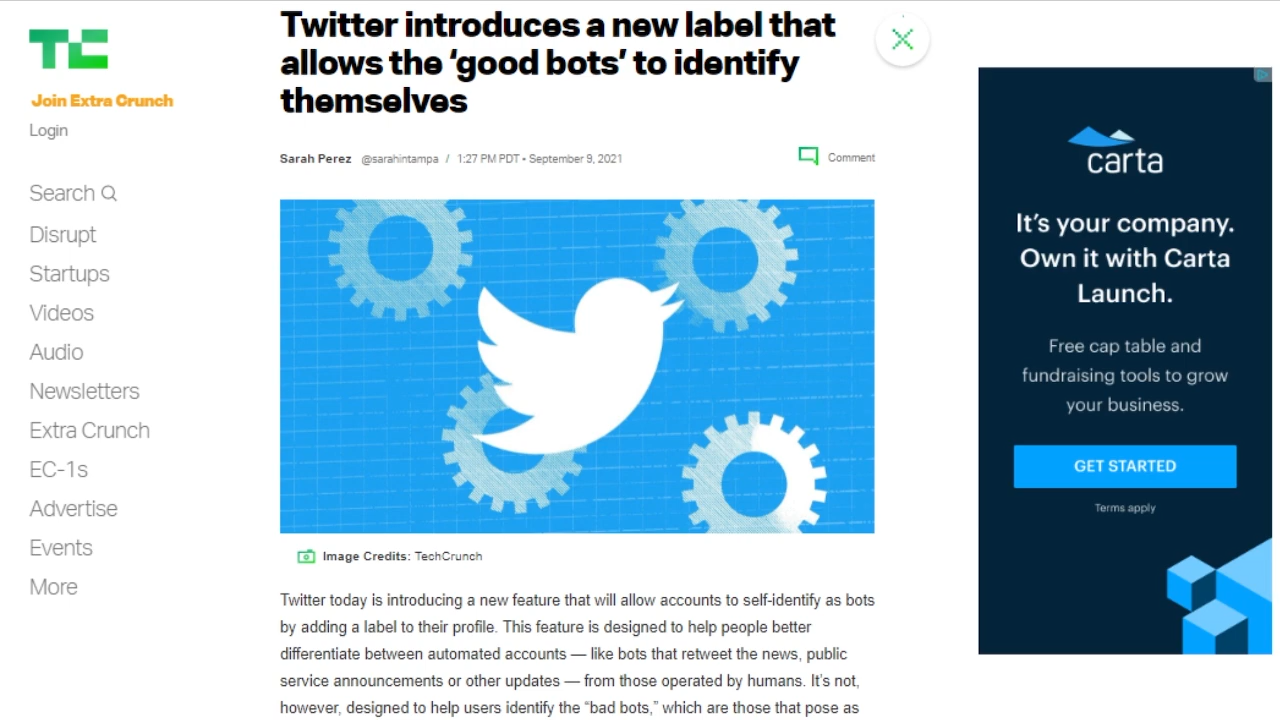 TC
Join Extra Crunch
Login
Search
Disrupt
Startups
Videos
Audio
Newsletters
Extra Crunch
EC-1s
Advertise
Events
More
Twitter introduces a new label that
allows the ‘good bots’ to identify
themselves
Sarah Perez @sarahintampa / 1:27 PM PDT • September 9, 2021
Comment
Image Credits: TechCrunch
Twitter today is introducing a new feature that will allow accounts to self-identify as bots
by adding a label to their profile. This feature is designed to help people better
differentiate between automated accounts — like bots that retweet the news, public
service announcements or other updates — from those operated by humans. It’s not,
however, designed to help users identify the “bad bots,” which are those that pose as
carta
It’s your company.
Own it with Carta
Launch.
Free cap table and
fundraising tools to grow
your business.
GET STARTED
Terms apply